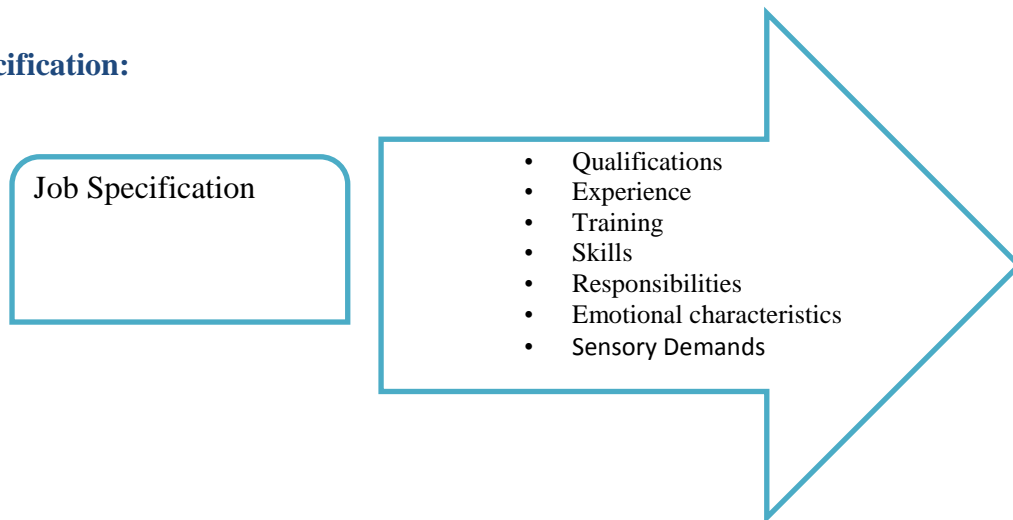 cification:
Job Specification
• Qualifications
• Experience
• Training
• Skills
• Responsibilities
• Emotional characteristics
• Sensory Demands